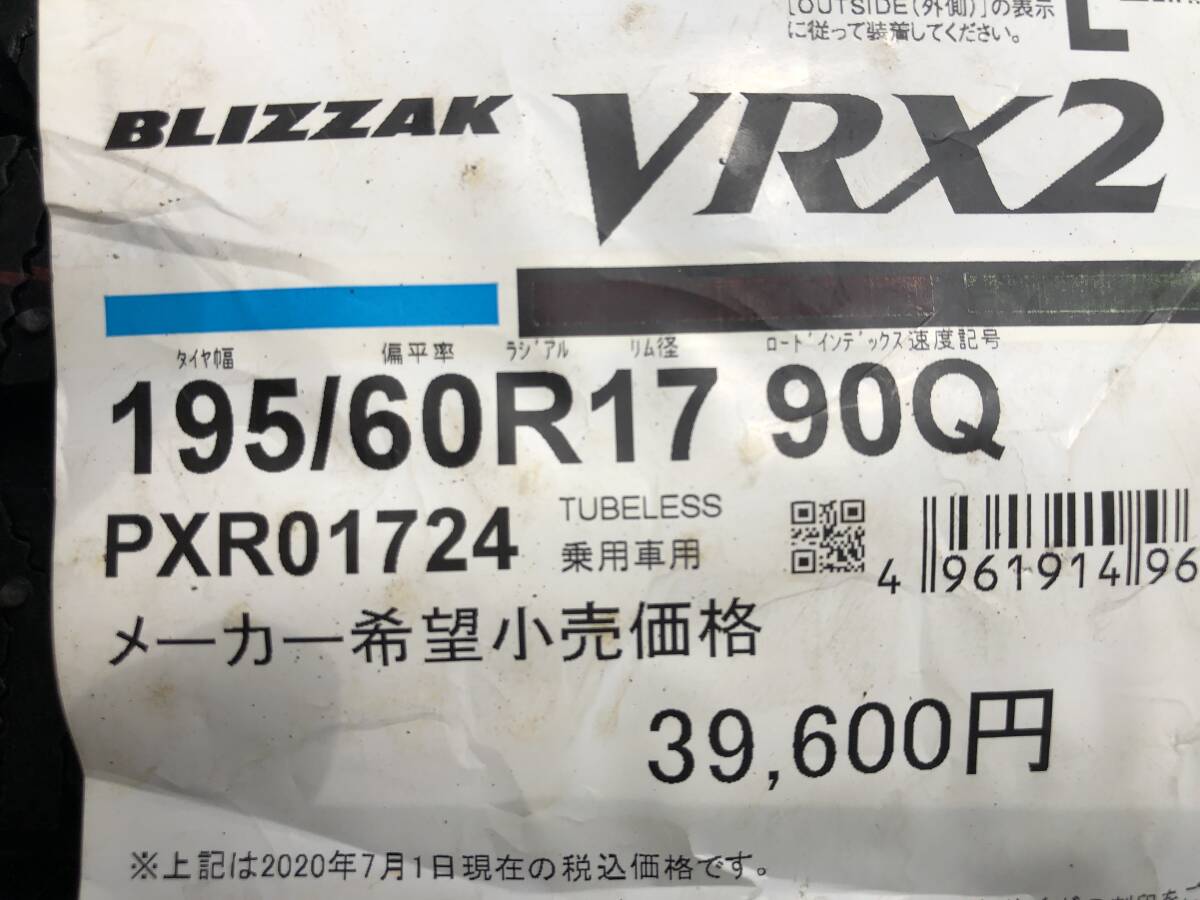 [OUTSIDE(外側)]の表示
に従って装着してください。
L
BLIZZAK VRX2
タイヤ幅 偏平率 ラジアル リム径 ロードインデックス 速度記号
195/60R17 90Q
PXR01724 TUBELESS
乗用車用
4 961914 96
メーカー希望小売価格
39,600円
※上記は2020年7月1日現在の税込価格です。